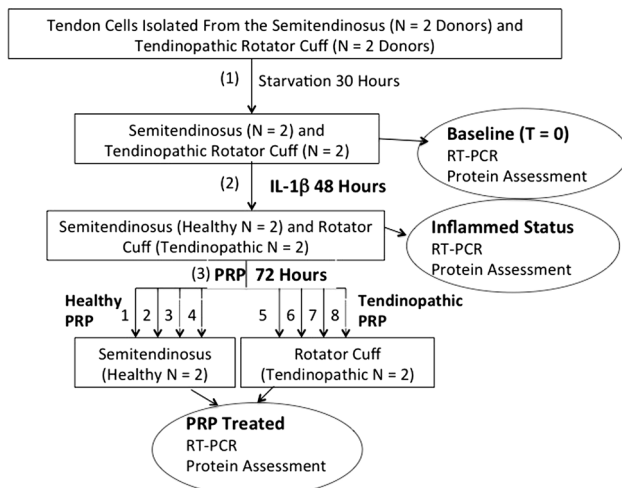 Tendon Cells Isolated From the Semitendinosus (N = 2 Donors) and
Tendinopathic Rotator Cuff (N = 2 Donors)
(1)
Starvation 30 Hours
Semitendinosus (N = 2) and
Tendinopathic Rotator Cuff (N = 2)
Baseline (T = 0)
RT-PCR
Protein Assessment
(2)
IL-1β 48 Hours
Semitendinosus (Healthy N = 2) and Rotator
Cuff (Tendinopathic N = 2)
Inflammed Status
RT-PCR
Protein Assessment
(3) PRP 72 Hours
Healthy
PRP
1 2 3 4
5 6 7 8
Tendinopathic
PRP
Semitendinosus
(Healthy N = 2)
Rotator Cuff
(Tendinopathic N = 2)
PRP Treated
RT-PCR
Protein Assessment